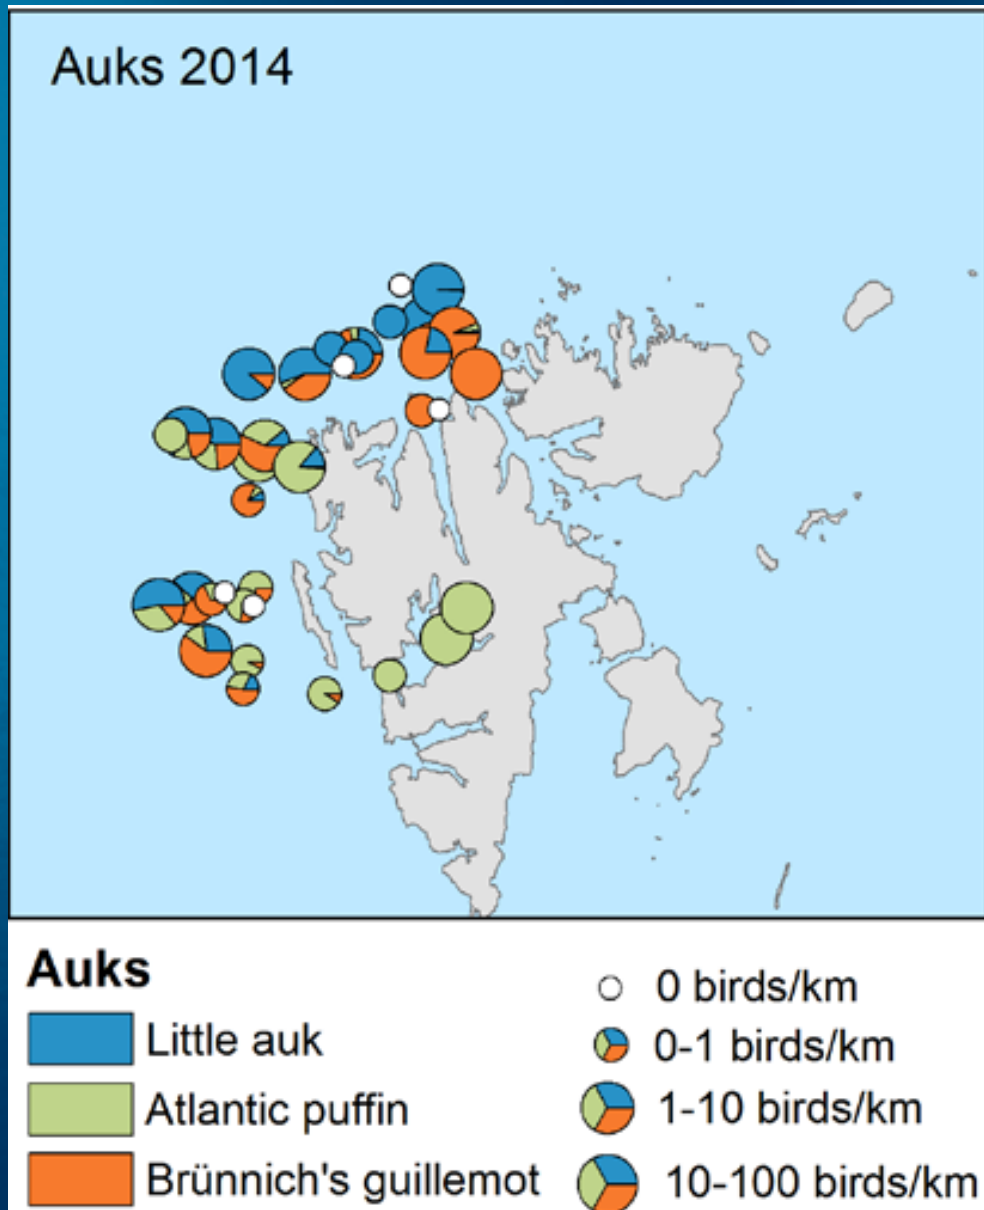 Auks 2014
Auks
Little auk
Atlantic puffin
Brünnich's guillemot
0 birds/km
0-1 birds/km
1-10 birds/km
10-100 birds/km